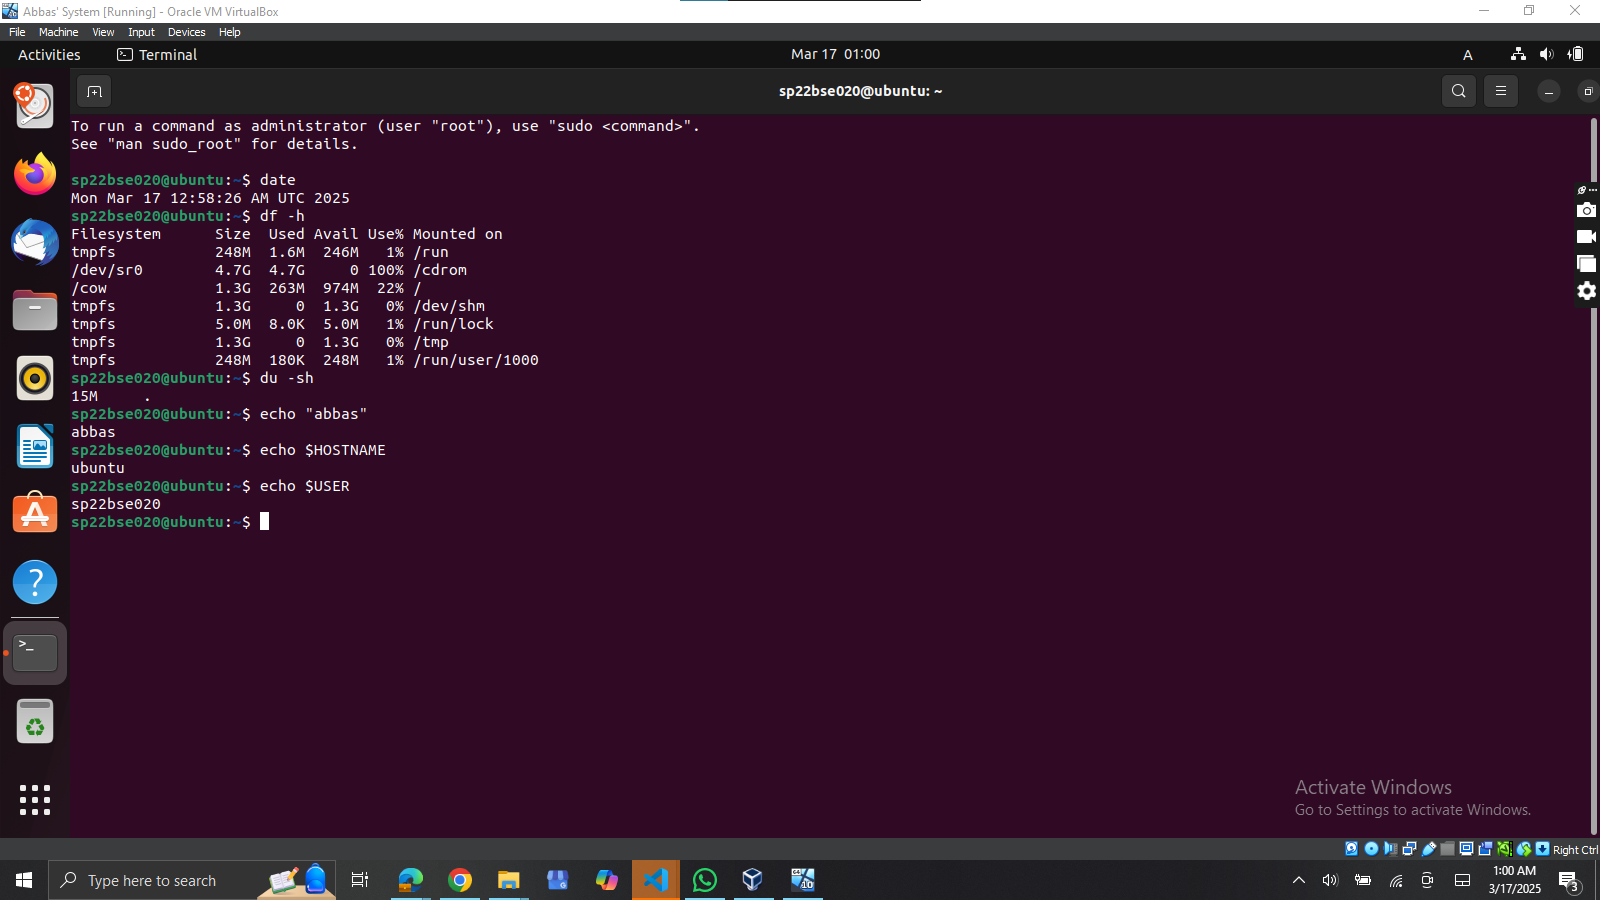 Abbas' System [Running] - Oracle VM VirtualBox
File Machine View Input Devices Help
Activities Terminal Mar 17 01:00 A
sp22bse020@ubuntu: ~
To run a command as administrator (user "root"), use "sudo <command>".
See "man sudo_root" for details.
sp22bse020@ubuntu:~$ date
Mon Mar 17 12:58:26 AM UTC 2025
sp22bse020@ubuntu:~$ df -h
Filesystem Size Used Avail Use% Mounted on
tmpfs 248M 1.6M 246M 1% /run
/dev/sr0 4.7G 4.7G 0 100% /cdrom
/cow 1.3G 263M 974M 22% /
tmpfs 1.3G 0 1.3G 0% /dev/shm
tmpfs 5.0M 8.0K 5.0M 1% /run/lock
tmpfs 1.3G 0 1.3G 0% /tmp
tmpfs 248M 180K 248M 1% /run/user/1000
sp22bse020@ubuntu:~$ du -sh
15M .
sp22bse020@ubuntu:~$ echo "abbas"
abbas
sp22bse020@ubuntu:~$ echo $HOSTNAME
ubuntu
sp22bse020@ubuntu:~$ echo $USER
sp22bse020
sp22bse020@ubuntu:~$
Activate Windows
Go to Settings to activate Windows.
Right Ctrl
Type here to search
1:00 AM
3/17/2025
3